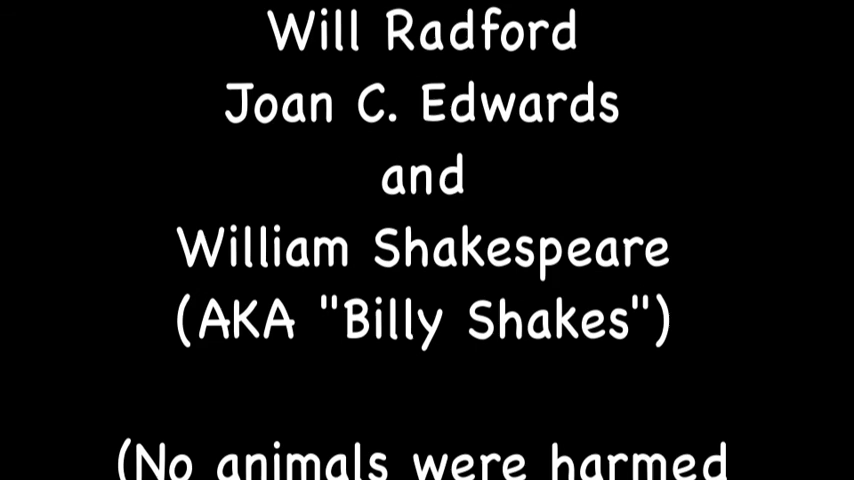 Will Radford
Joan C. Edwards
and
William Shakespeare
(AKA "Billy Shakes")
(No animals were harmed